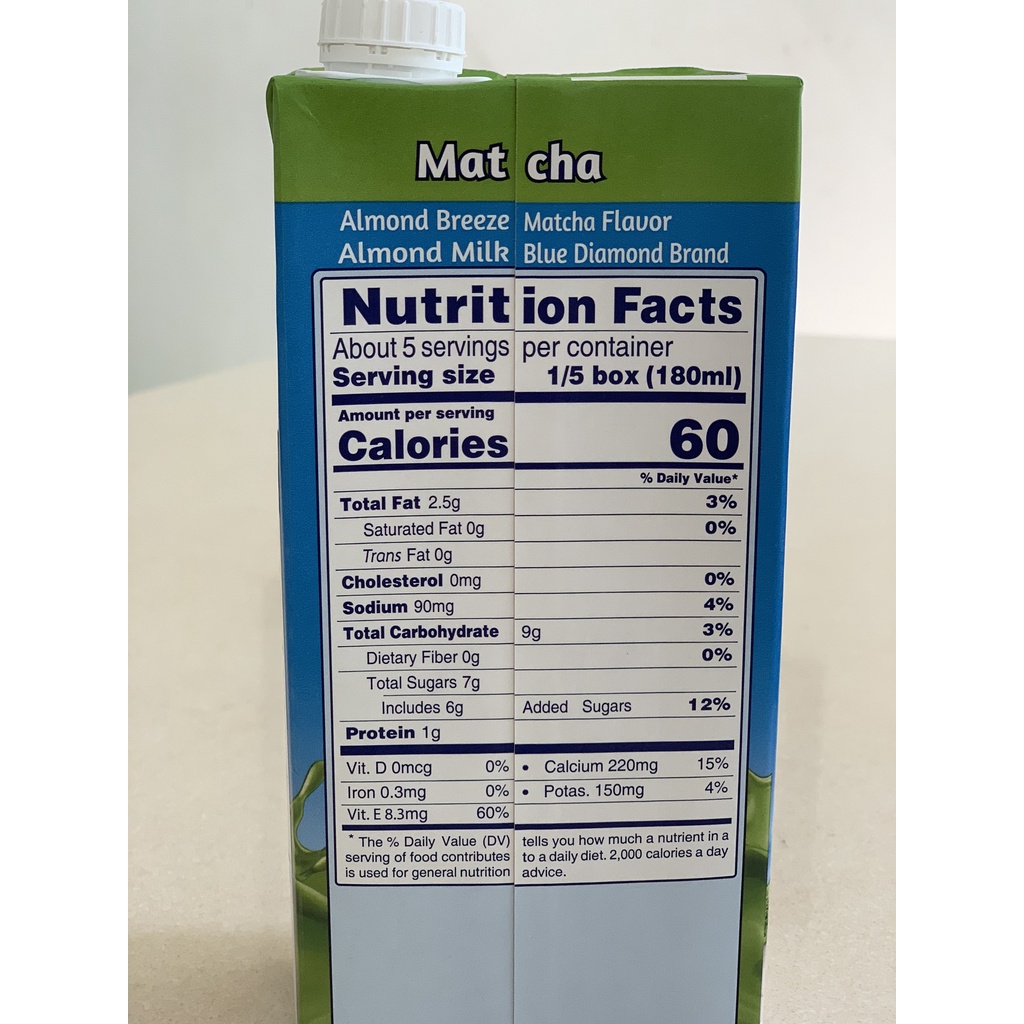 Matcha
Almond Breeze Matcha Flavor
Almond Milk Blue Diamond Brand
Nutrition Facts
About 5 servings per container
Serving size 1/5 box (180ml)
Amount per serving
Calories 60
% Daily Value*
Total Fat 2.5g 3%
Saturated Fat 0g 0%
Trans Fat 0g
Cholesterol 0mg 0%
Sodium 90mg 4%
Total Carbohydrate 9g 3%
Dietary Fiber 0g 0%
Total Sugars 7g
Includes 6g Added Sugars 12%
Protein 1g
Vit. D 0mcg 0% • Calcium 220mg 15%
Iron 0.3mg 0% • Potas. 150mg 4%
Vit. E 8.3mg 60%
* The % Daily Value (DV) tells you how much a nutrient in a
serving of food contributes to a daily diet. 2,000 calories a day
is used for general nutrition advice.